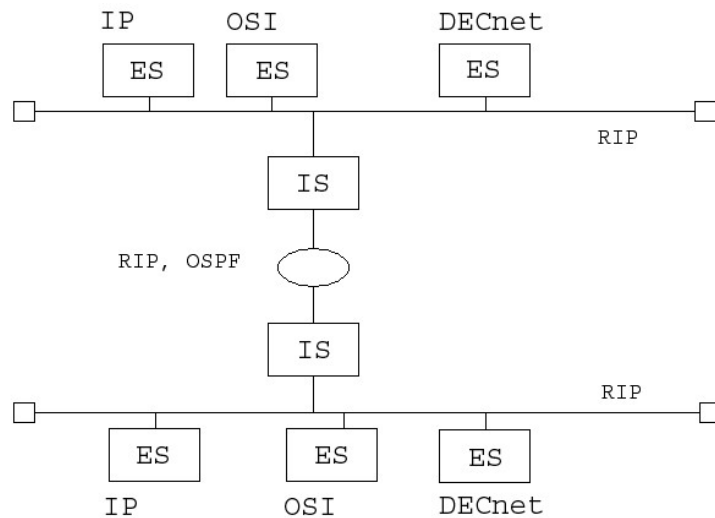 IP OSI DECnet
ES ES ES
RIP
IS
RIP, OSPF
IS
RIP
ES ES ES
IP OSI DECnet